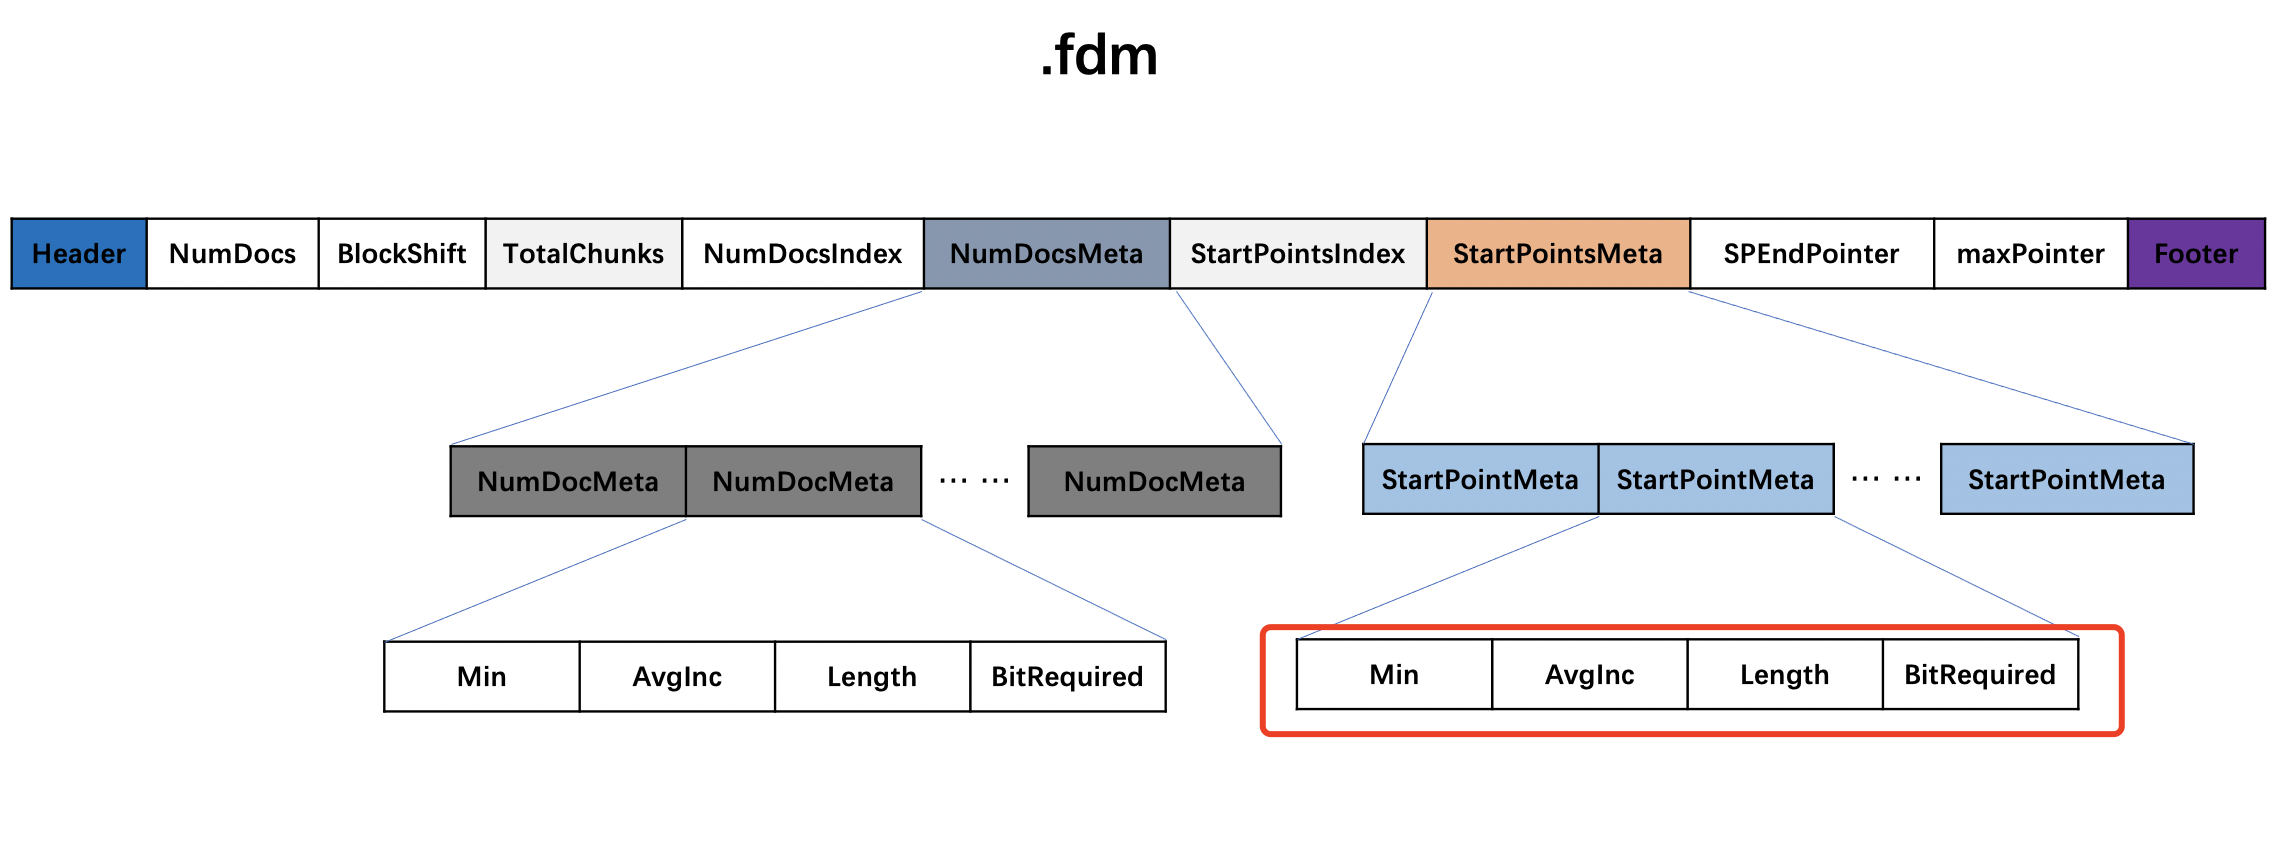 .fdm
Header NumDocs BlockShift TotalChunks NumDocsIndex NumDocsMeta StartPointsIndex StartPointsMeta SPEndPointer maxPointer Footer
NumDocMeta NumDocMeta ... ... NumDocMeta StartPointMeta StartPointMeta ... ... StartPointMeta
Min AvgInc Length BitRequired Min AvgInc Length BitRequired